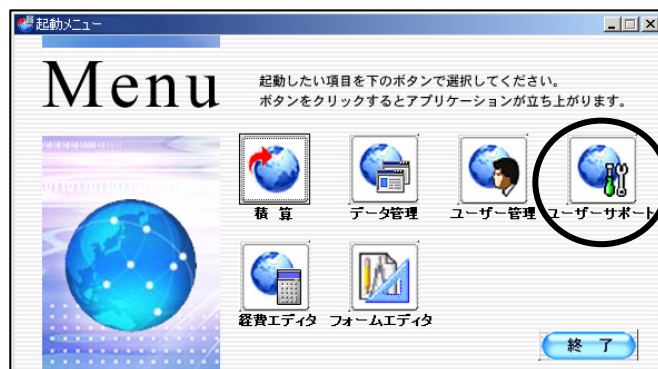 起動メニュー
Menu
起動したい項目を下のボタンで選択してください。
ボタンをクリックするとアプリケーションが立ち上がります。
積 算
データ管理
ユーザー管理
ユーザーサポート
経費エディタ
フォームエディタ
終 了